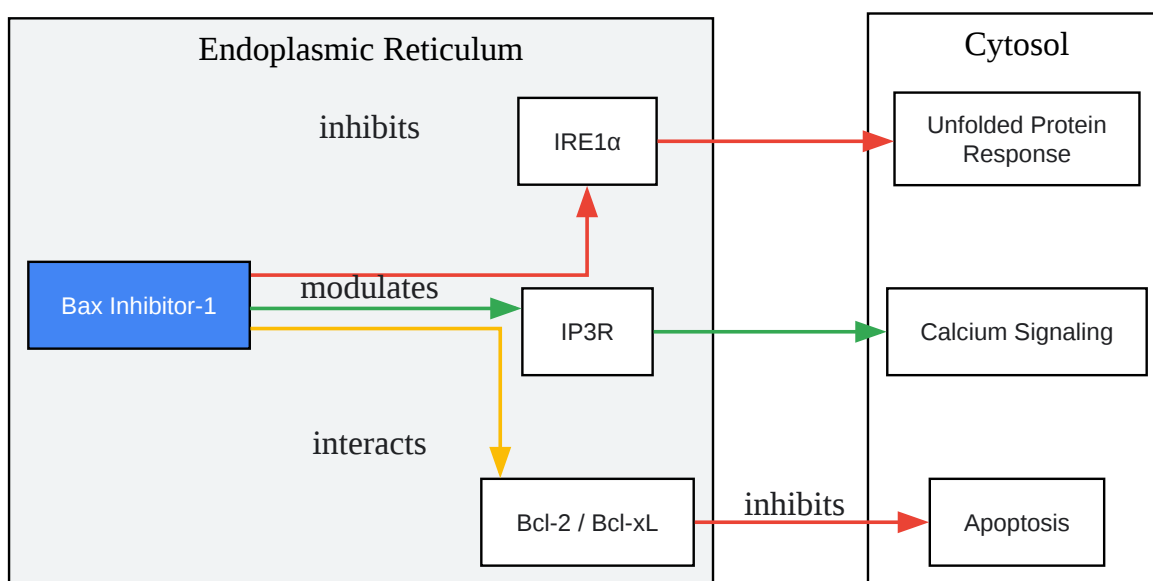 Endoplasmic Reticulum
Cytosol
inhibits
IRE1α
Unfolded Protein
Response
Bax Inhibitor-1
modulates
IP3R
Calcium Signaling
interacts
Bcl-2 / Bcl-xL
inhibits
Apoptosis